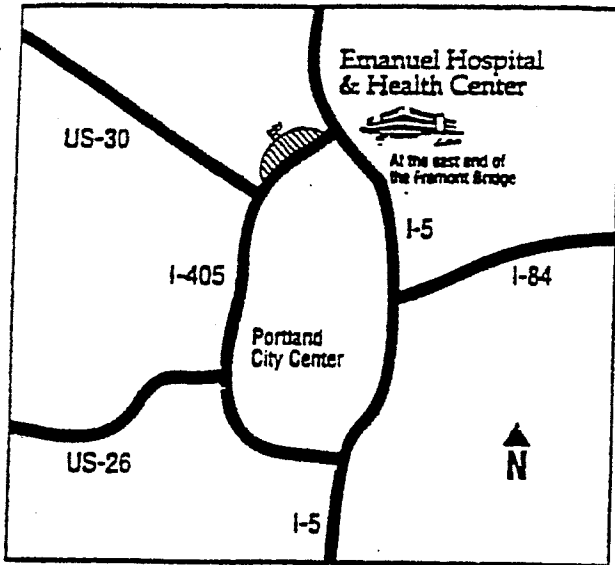 Emanuel Hospital
& Health Center
US-30
At the east end of
the Fremont Bridge
I-5
I-405
I-84
Portland
City Center
US-26
N
I-5